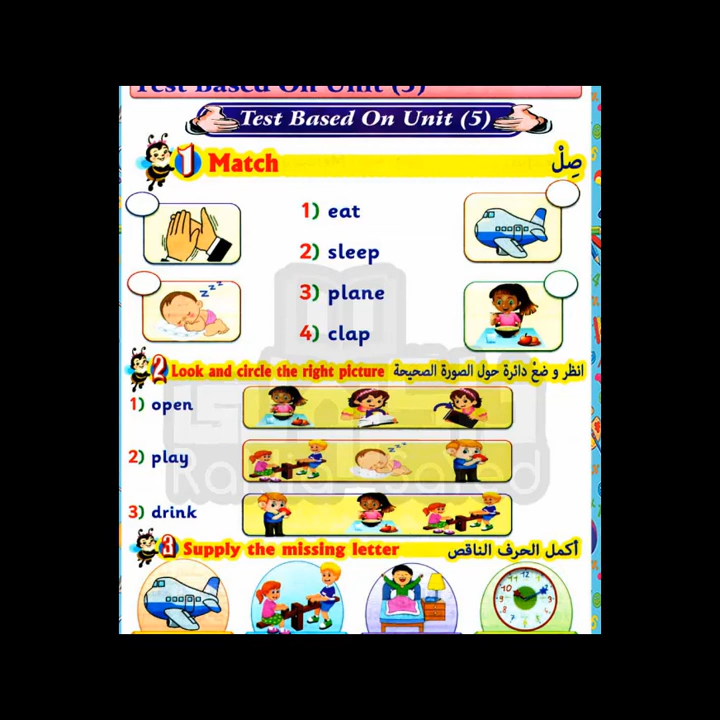 Test Based On Unit (5)
Test Based On Unit (5)
1 Match صِلْ
1) eat
2) sleep
3) plane
4) clap
2 Look and circle the right picture انظر و ضعْ دائرة حول الصورة الصحيحة
1) open
2) play
3) drink
3 Supply the missing letter أكمل الحرف الناقص